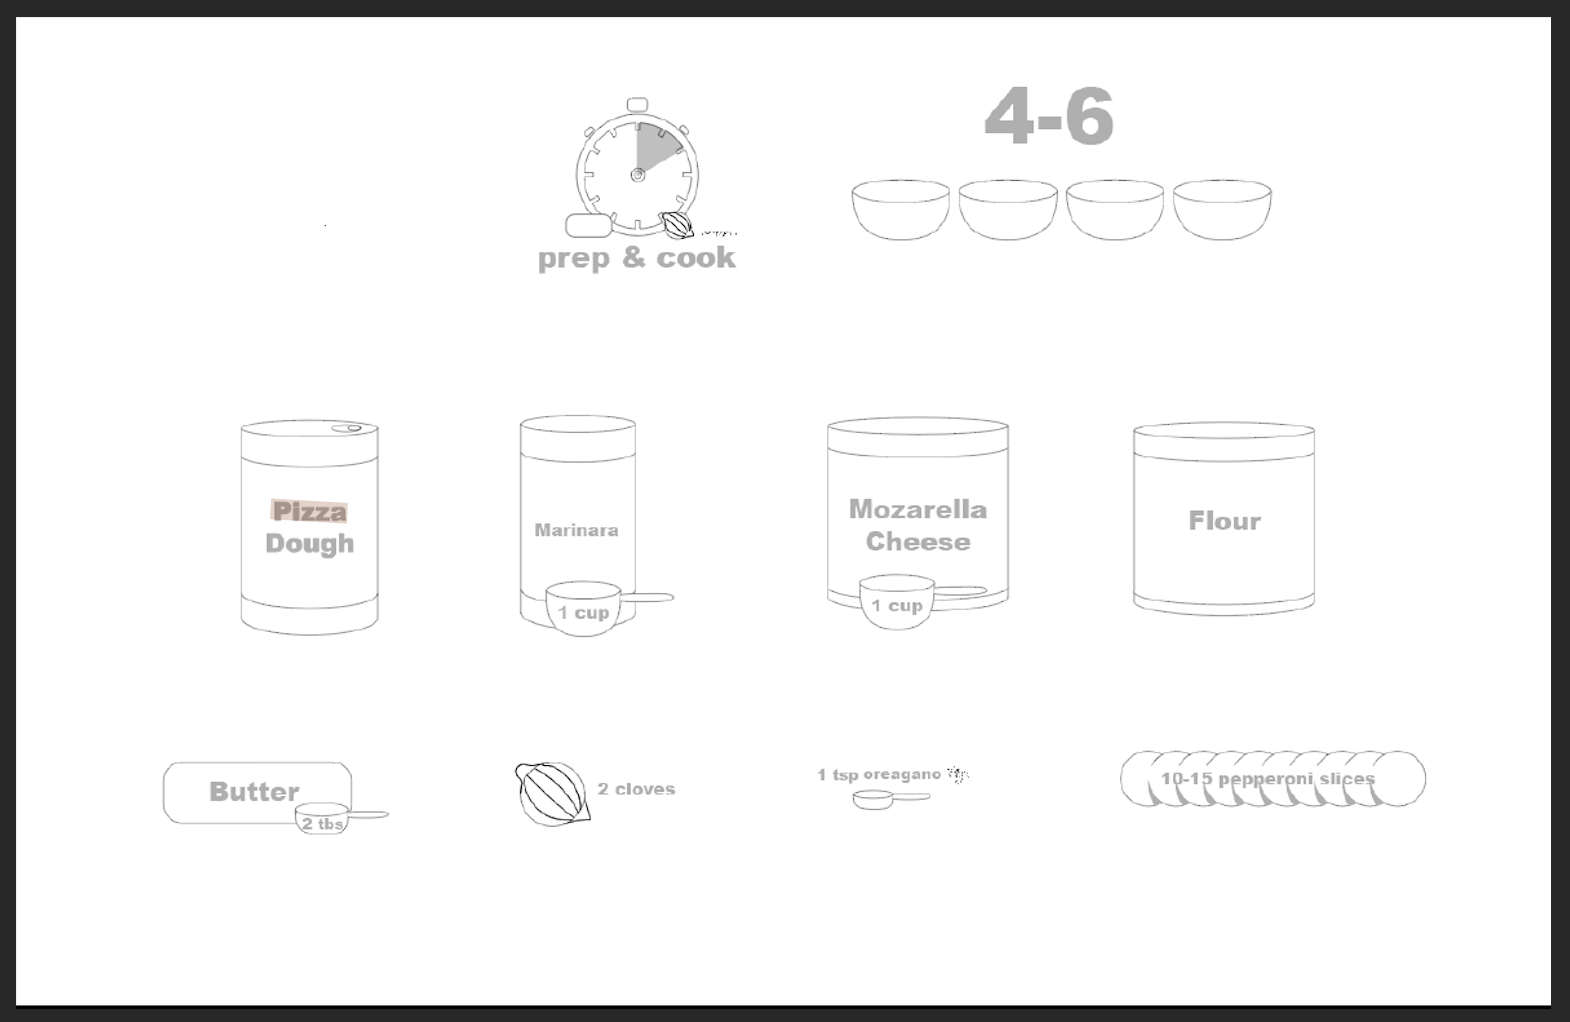 4-6
prep & cook
Pizza
Dough
Marinara
1 cup
Mozarella
Cheese
1 cup
Flour
Butter
2 tbs
2 cloves
1 tsp oreagano
10-15 pepperoni slices